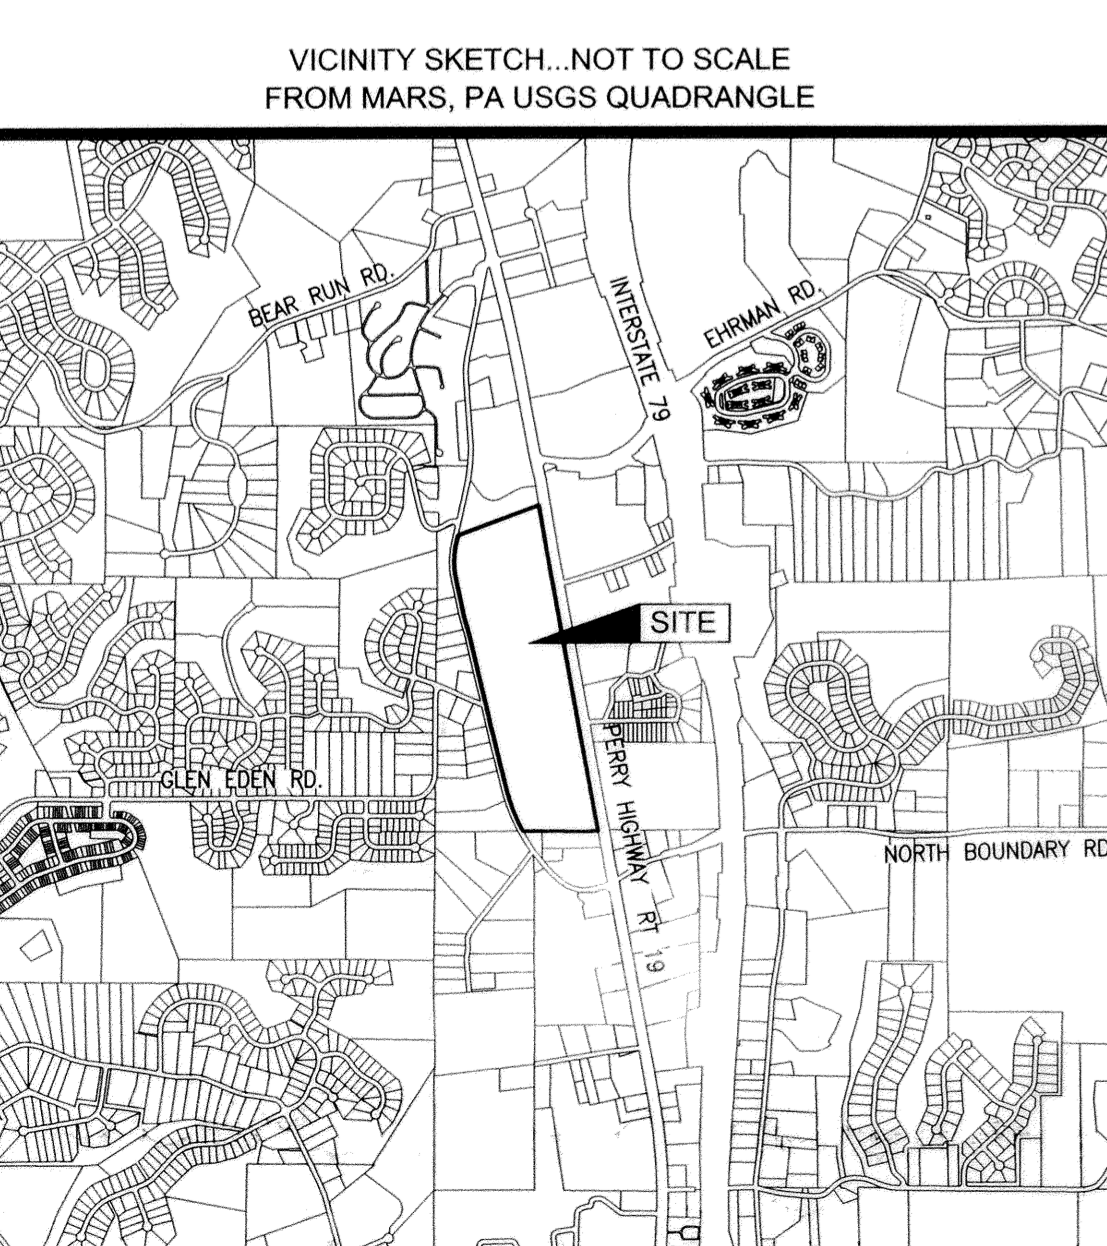 VICINITY SKETCH...NOT TO SCALE
FROM MARS, PA USGS QUADRANGLE
BEAR RUN RD.
INTERSTATE 79
EHRMAN RD.
SITE
PERRY HIGHWAY RT 19
GLEN EDEN RD.
NORTH BOUNDARY RD